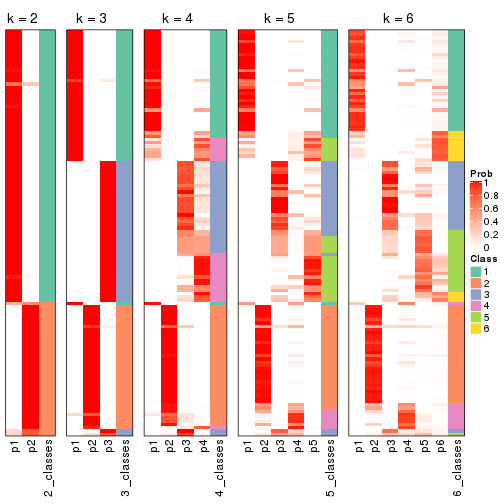 k = 2
k = 3
k = 4
k = 5
k = 6
p1
p2
2_classes
p1
p2
p3
3_classes
p1
p2
p3
p4
4_classes
p1
p2
p3
p4
p5
5_classes
p1
p2
p3
p4
p5
p6
6_classes
Prob
1
0.8
0.6
0.4
0.2
0
Class
1
2
3
4
5
6